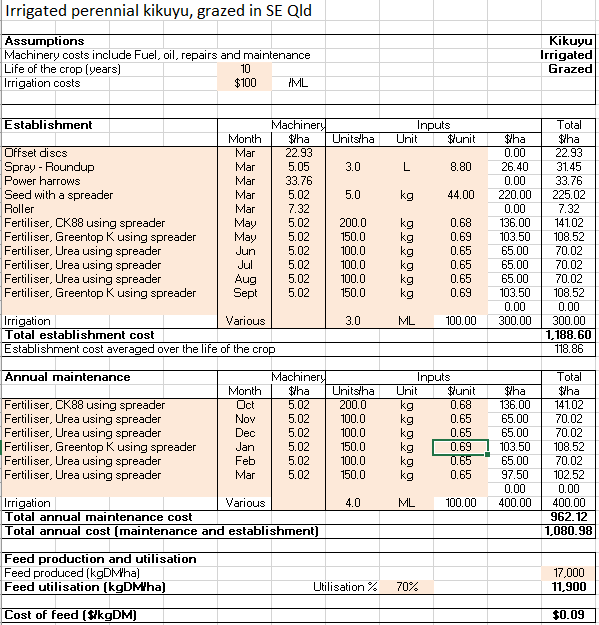 Irrigated perennial kikuyu, grazed in SE Qld
Assumptions Kikuyu
Machinery costs include Fuel, oil, repairs and maintenance Irrigated
Life of the crop (years) 10 Grazed
Irrigation costs $100 /ML
Establishment Machinery Inputs Total
Month $/ha Units/ha Unit $/unit $/ha $/ha
Offset discs Mar 22.93 0.00 22.93
Spray - Roundup Mar 5.05 3.0 L 8.80 26.40 31.45
Power harrows Mar 33.76 0.00 33.76
Seed with a spreader Mar 5.02 5.0 kg 44.00 220.00 225.02
Roller Mar 7.32 0.00 7.32
Fertiliser, CK88 using spreader May 5.02 200.0 kg 0.68 136.00 141.02
Fertiliser, Greentop K using spreader May 5.02 150.0 kg 0.69 103.50 108.52
Fertiliser, Urea using spreader Jun 5.02 100.0 kg 0.65 65.00 70.02
Fertiliser, Urea using spreader Jul 5.02 100.0 kg 0.65 65.00 70.02
Fertiliser, Urea using spreader Aug 5.02 100.0 kg 0.65 65.00 70.02
Fertiliser, Greentop K using spreader Sept 5.02 150.0 kg 0.69 103.50 108.52
0.00 0.00
Irrigation Various 3.0 ML 100.00 300.00 300.00
Total establishment cost 1,188.60
Establishment cost averaged over the life of the crop 118.86
Annual maintenance Machinery Inputs Total
Month $/ha Units/ha Unit $/unit $/ha $/ha
Fertiliser, CK88 using spreader Oct 5.02 200.0 kg 0.68 136.00 141.02
Fertiliser, Urea using spreader Nov 5.02 100.0 kg 0.65 65.00 70.02
Fertiliser, Urea using spreader Dec 5.02 100.0 kg 0.65 65.00 70.02
Fertiliser, Greentop K using spreader Jan 5.02 150.0 kg 0.69 103.50 108.52
Fertiliser, Urea using spreader Feb 5.02 100.0 kg 0.65 65.00 70.02
Fertiliser, Urea using spreader Mar 5.02 150.0 kg 0.65 97.50 102.52
0.00 0.00
Irrigation Various 4.0 ML 100.00 400.00 400.00
Total annual maintenance cost 962.12
Total annual cost (maintenance and establishment) 1,080.98
Feed production and utilisation
Feed produced (kgDM/ha) 17,000
Feed utilisation (kgDM/ha) Utilisation % 70% 11,900
Cost of feed ($/kgDM) $0.09